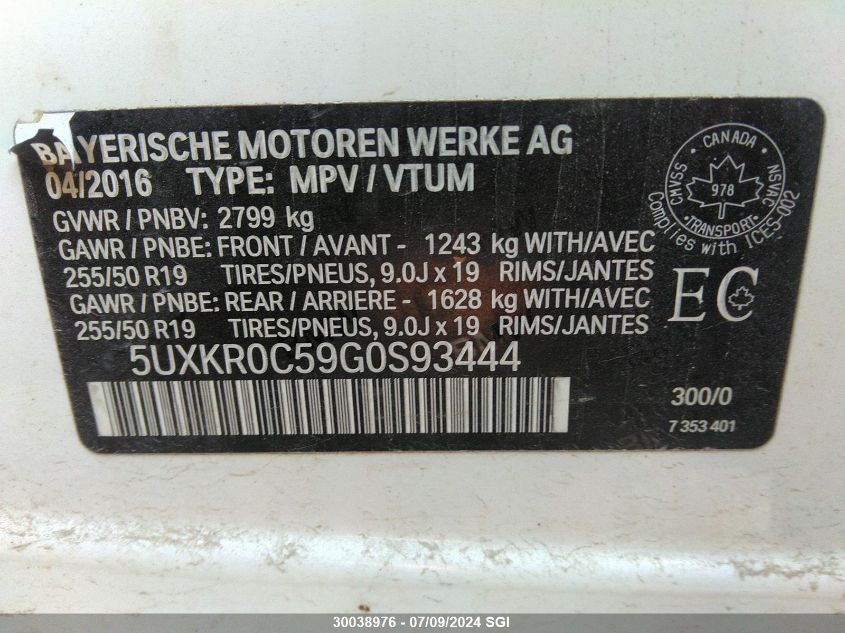 BAYERISCHE MOTOREN WERKE AG
04/2016 TYPE: MPV / VTUM
GVWR / PNBV: 2799 kg
GAWR / PNBE: FRONT / AVANT - 1243 kg WITH/AVEC
255/50 R19 TIRES/PNEUS, 9.0J x 19 RIMS/JANTES
GAWR / PNBE: REAR / ARRIERE - 1628 kg WITH/AVEC
255/50 R19 TIRES/PNEUS, 9.0J x 19 RIMS/JANTES
5UXKR0C59G0S93444
CANADA
CMVSS
NSVAC
978
TRANSPORT
Complies with ICES-002
EC
300/0
7 353 401
30038976 - 07/09/2024 SGI